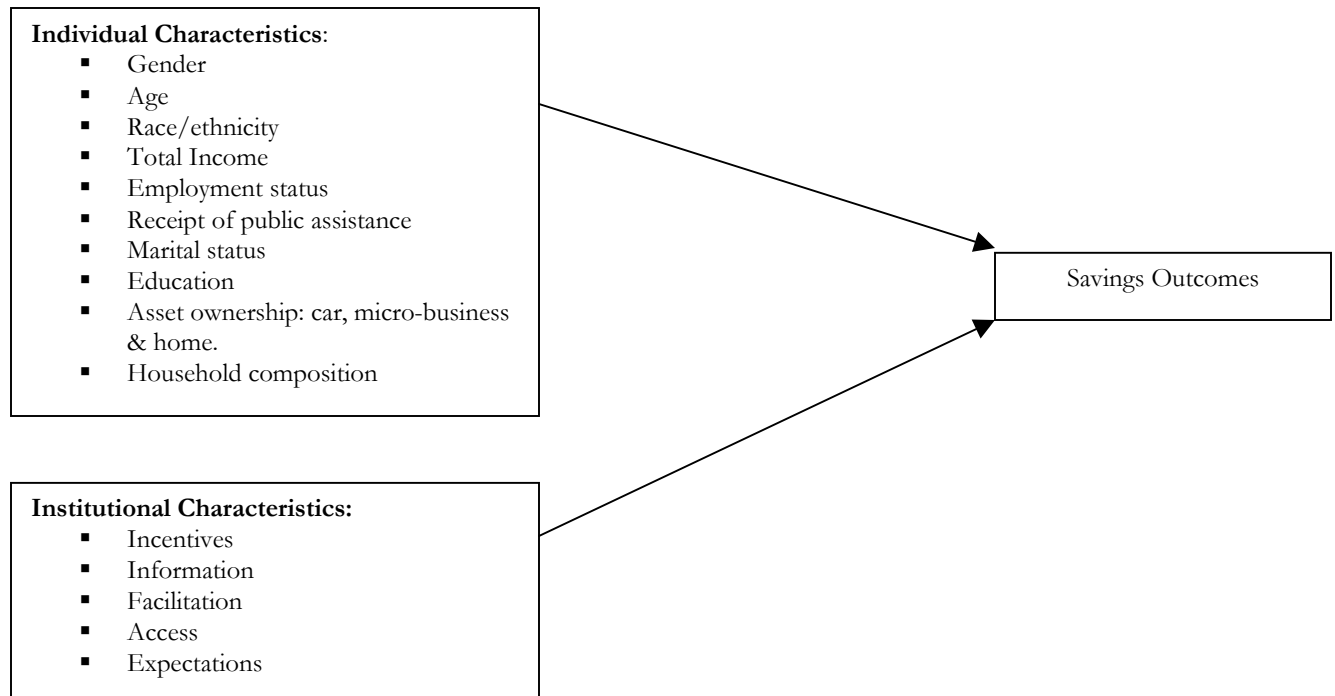 Individual Characteristics:
▪ Gender
▪ Age
▪ Race/ethnicity
▪ Total Income
▪ Employment status
▪ Receipt of public assistance
▪ Marital status
▪ Education
▪ Asset ownership: car, micro-business
& home.
▪ Household composition
Savings Outcomes
Institutional Characteristics:
▪ Incentives
▪ Information
▪ Facilitation
▪ Access
▪ Expectations